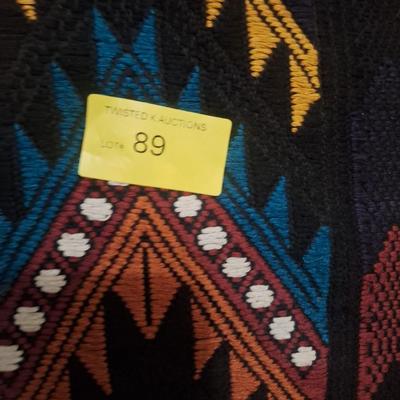 TWISTED K AUCTIONS
LOT# 89